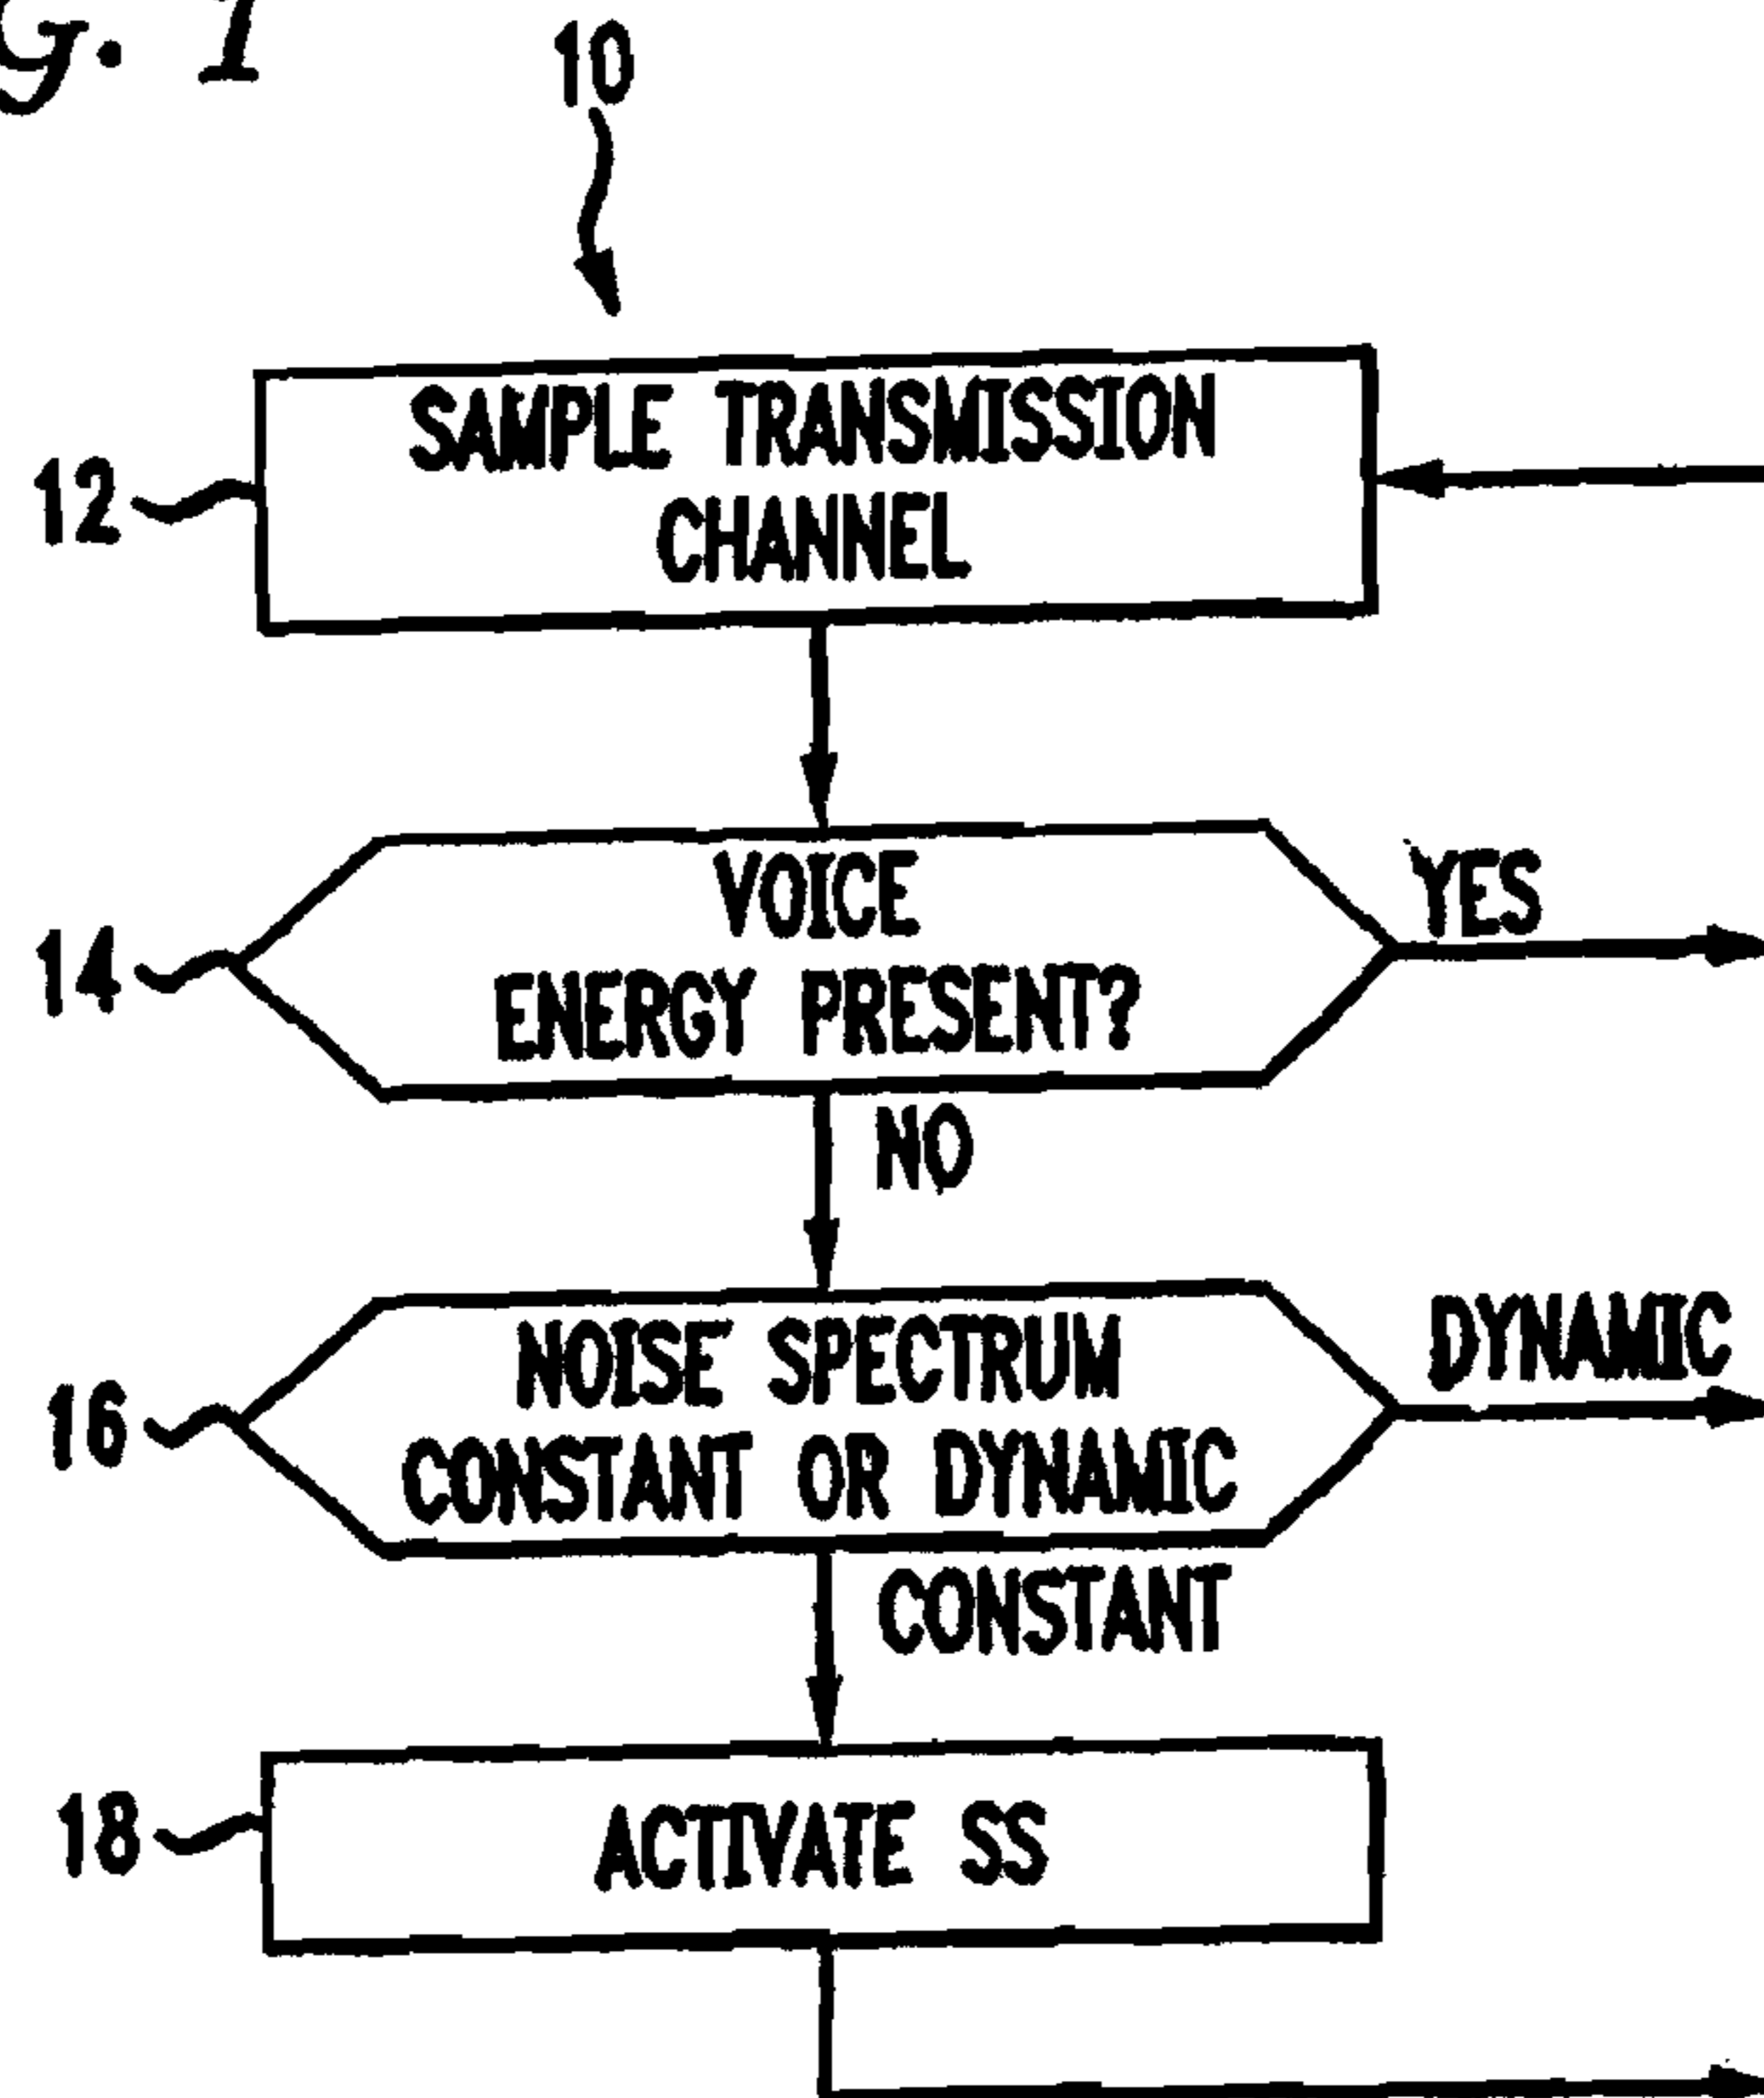 G. 1
10
SAMPLE TRANSMISSION
CHANNEL
12
VOICE
ENERGY PRESENT?
14
YES
NO
NOISE SPECTRUM
CONSTANT OR DYNAMIC
16
DYNAMIC
CONSTANT
ACTIVATE SS
18